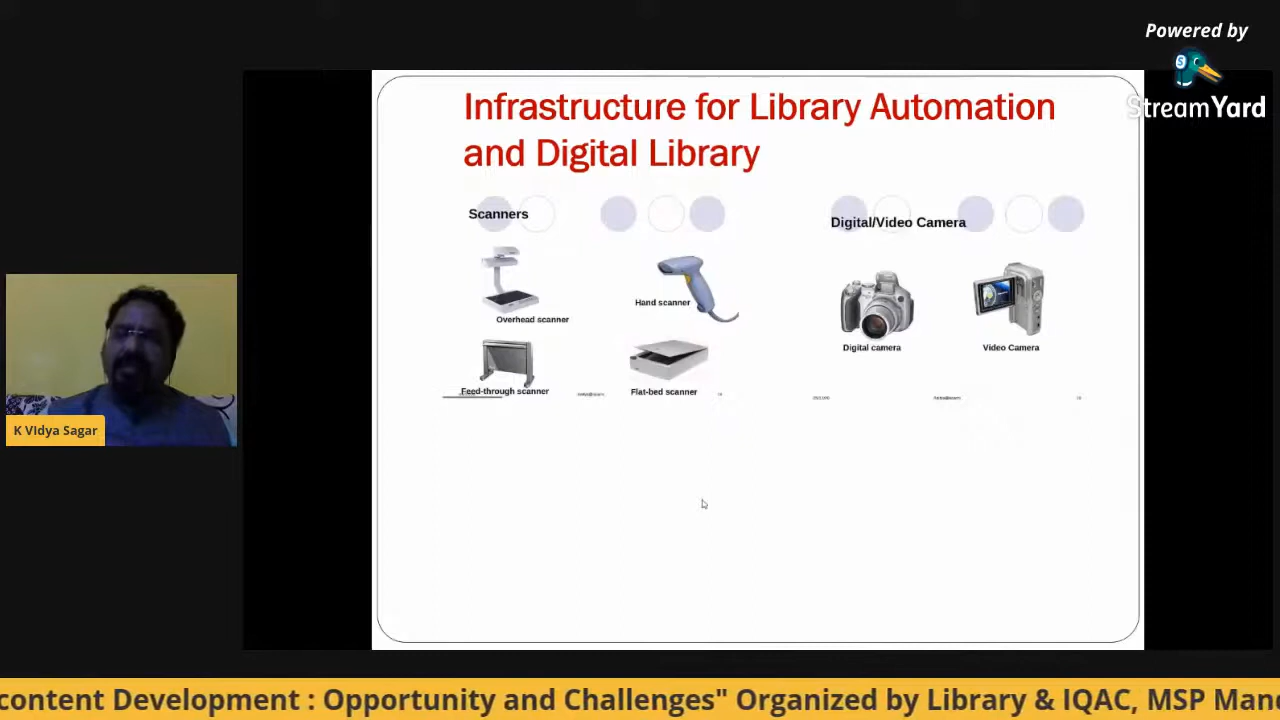 Powered by
StreamYard
Infrastructure for Library Automation
and Digital Library
Scanners
Digital/Video Camera
Hand scanner
Overhead scanner
Digital camera
Video Camera
Feed-through scanner
Flat-bed scanner
K Vidya Sagar
content Development : Opportunity and Challenges" Organized by Library & IQAC, MSP Mand